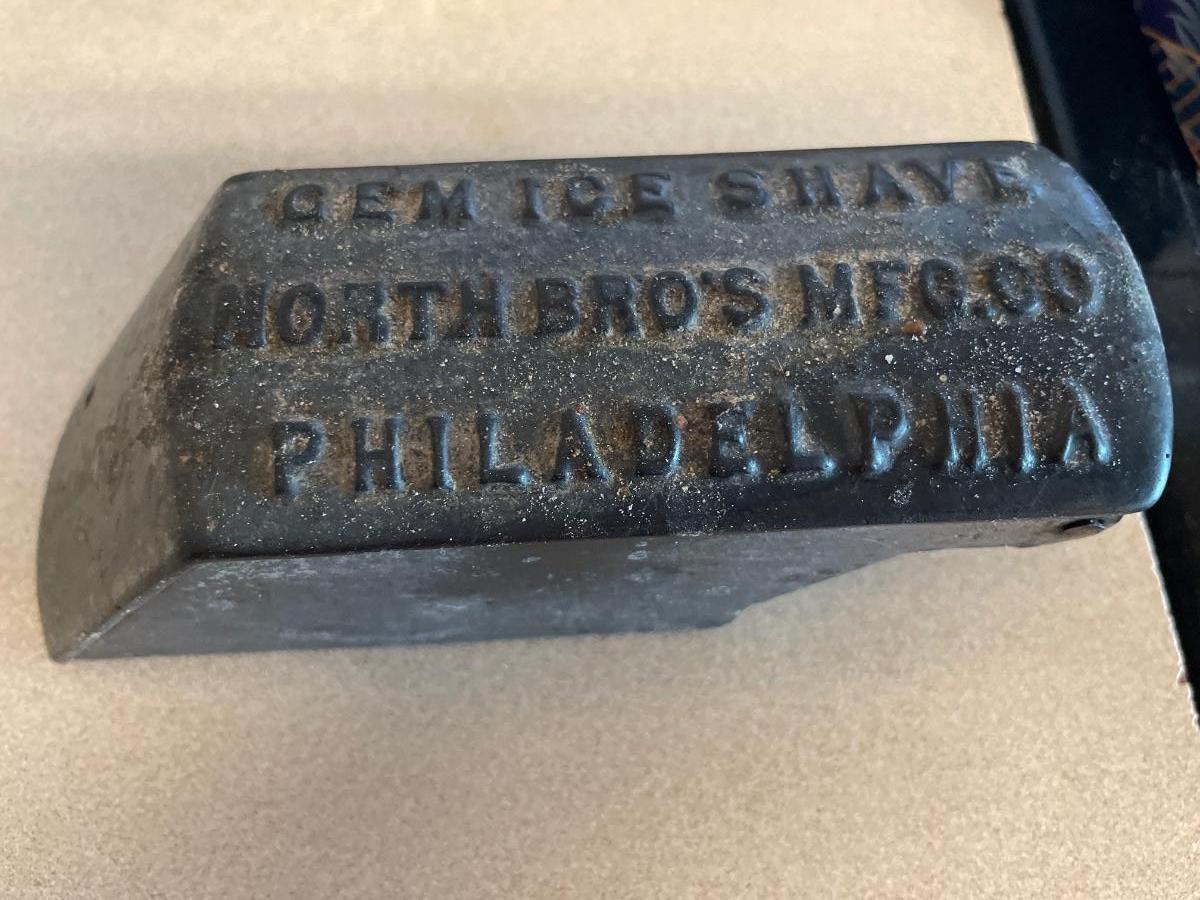 GEM ICE SHAVE
NORTH BRO'S MFG.CO
PHILADELPHIA